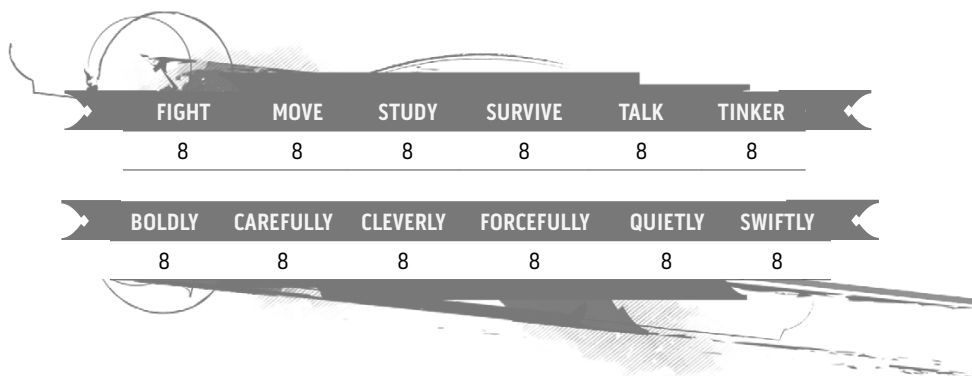 FIGHT MOVE STUDY SURVIVE TALK TINKER
8 8 8 8 8 8
BOLDLY CAREFULLY CLEVERLY FORCEFULLY QUIETLY SWIFTLY
8 8 8 8 8 8